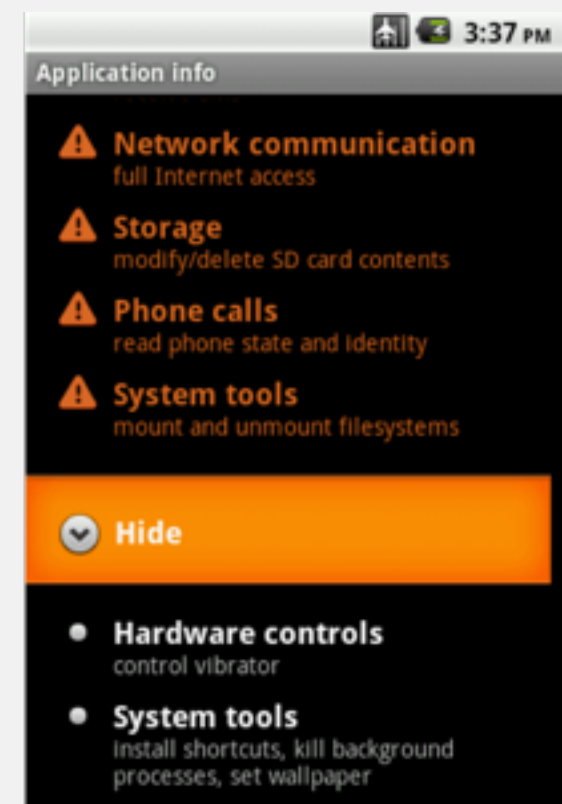 3:37 PM
Application info
Network communication
full Internet access
Storage
modify/delete SD card contents
Phone calls
read phone state and identity
System tools
mount and unmount filesystems
Hide
Hardware controls
control vibrator
System tools
install shortcuts, kill background
processes, set wallpaper